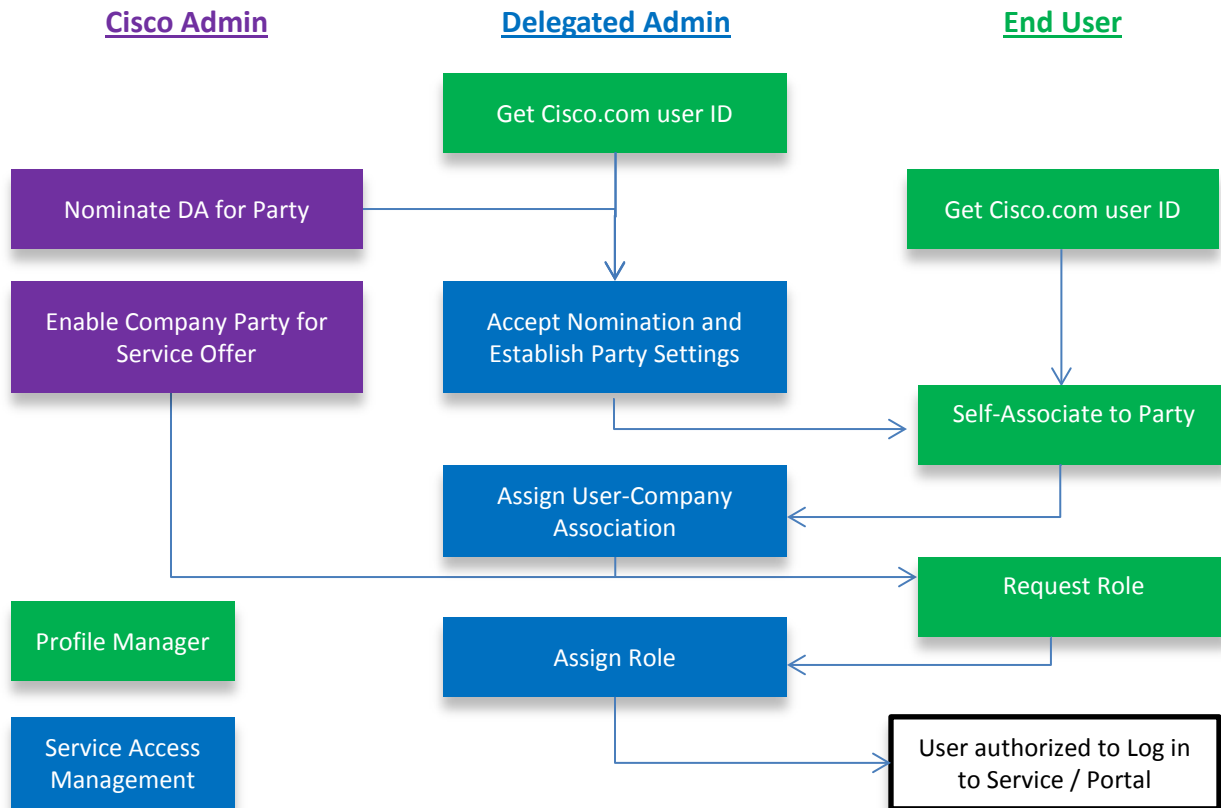 Cisco Admin
Delegated Admin
End User
Get Cisco.com user ID
Nominate DA for Party
Get Cisco.com user ID
Enable Company Party for
Service Offer
Accept Nomination and
Establish Party Settings
Self-Associate to Party
Assign User-Company
Association
Request Role
Profile Manager
Assign Role
Service Access
Management
User authorized to Log in
to Service / Portal